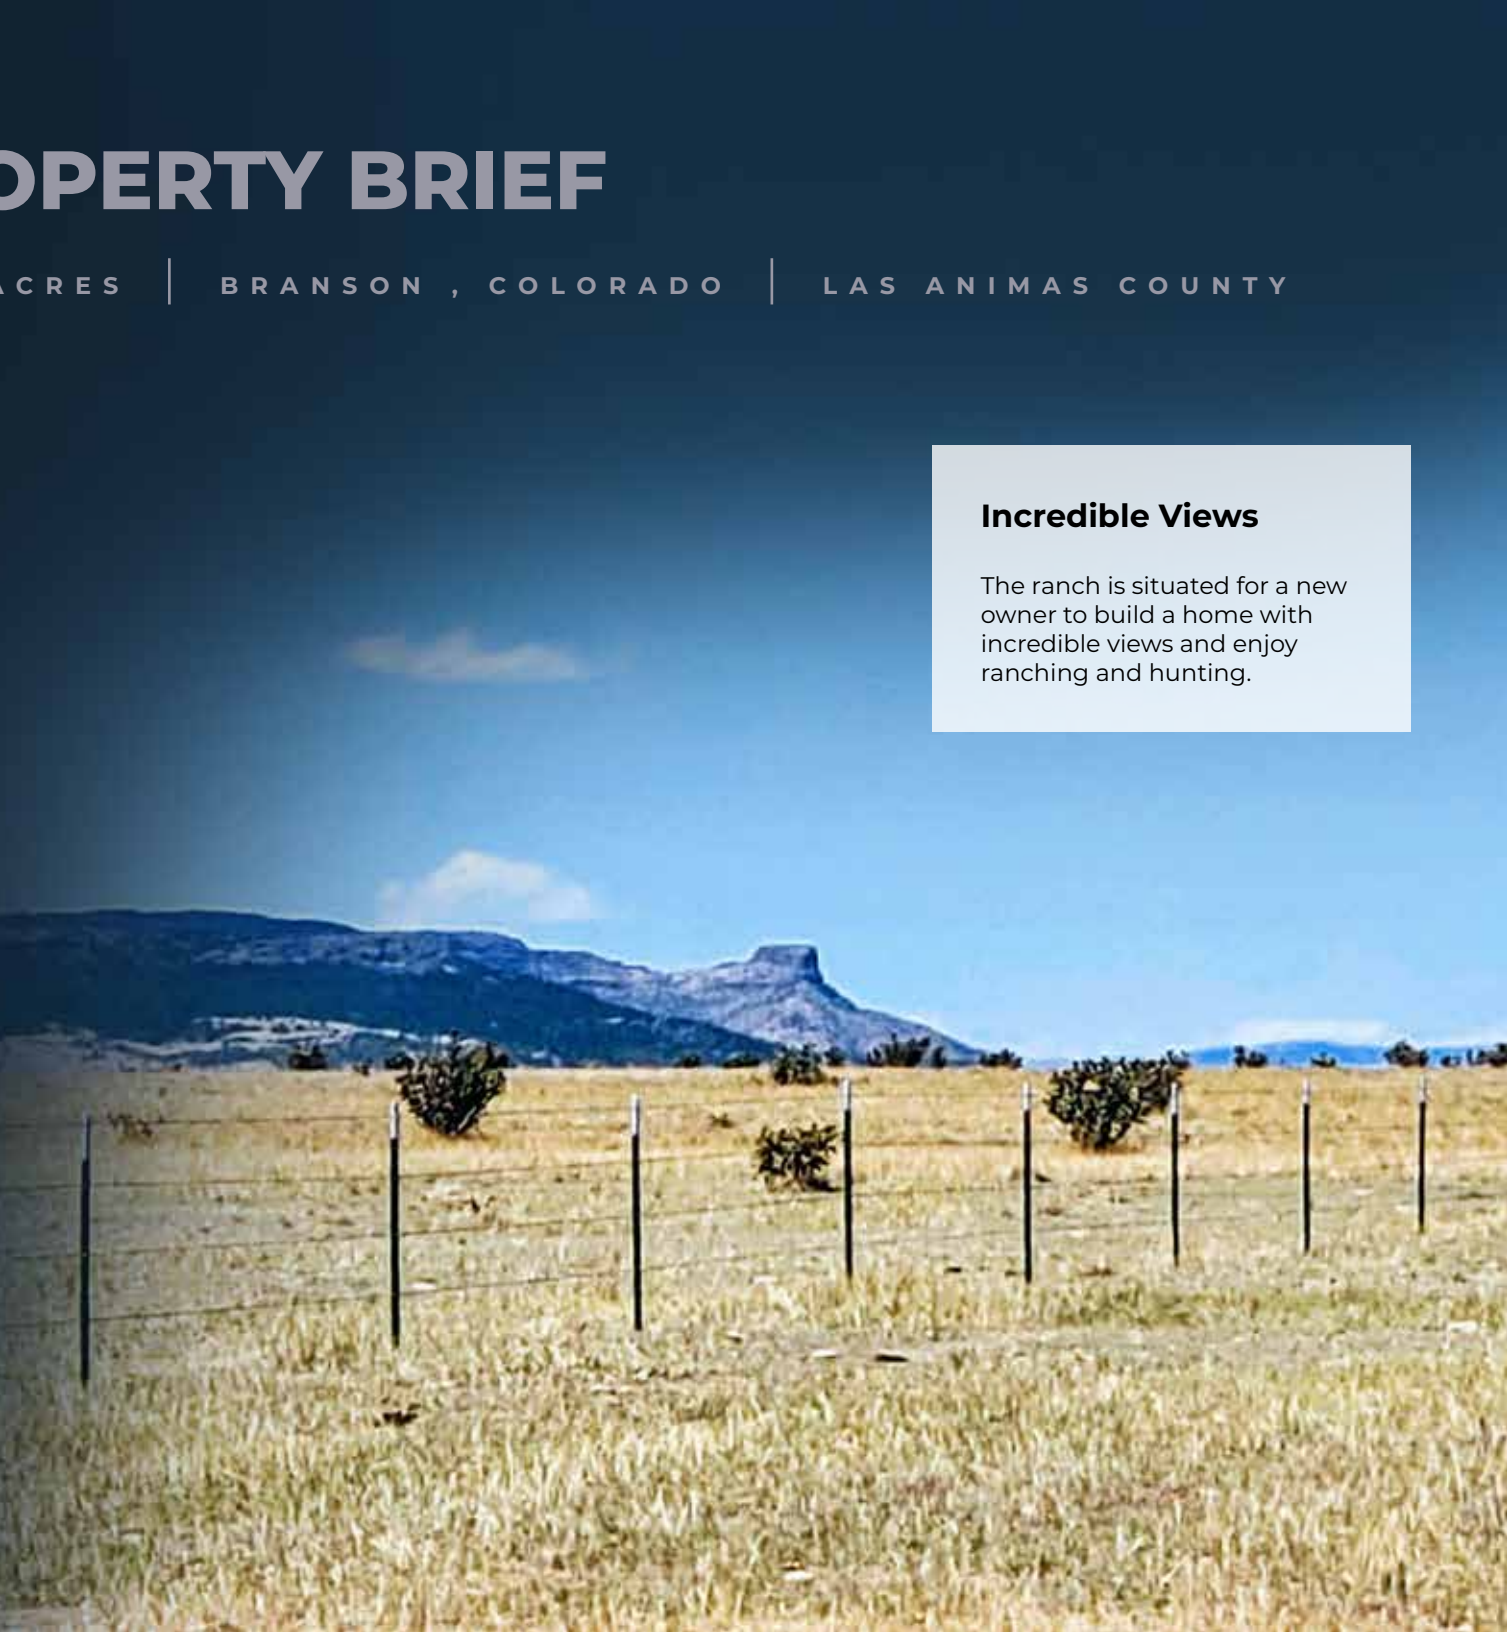 OPERTY BRIEF
ACRES | BRANSON , COLORADO | LAS ANIMAS COUNTY
Incredible Views
The ranch is situated for a new
owner to build a home with
incredible views and enjoy
ranching and hunting.